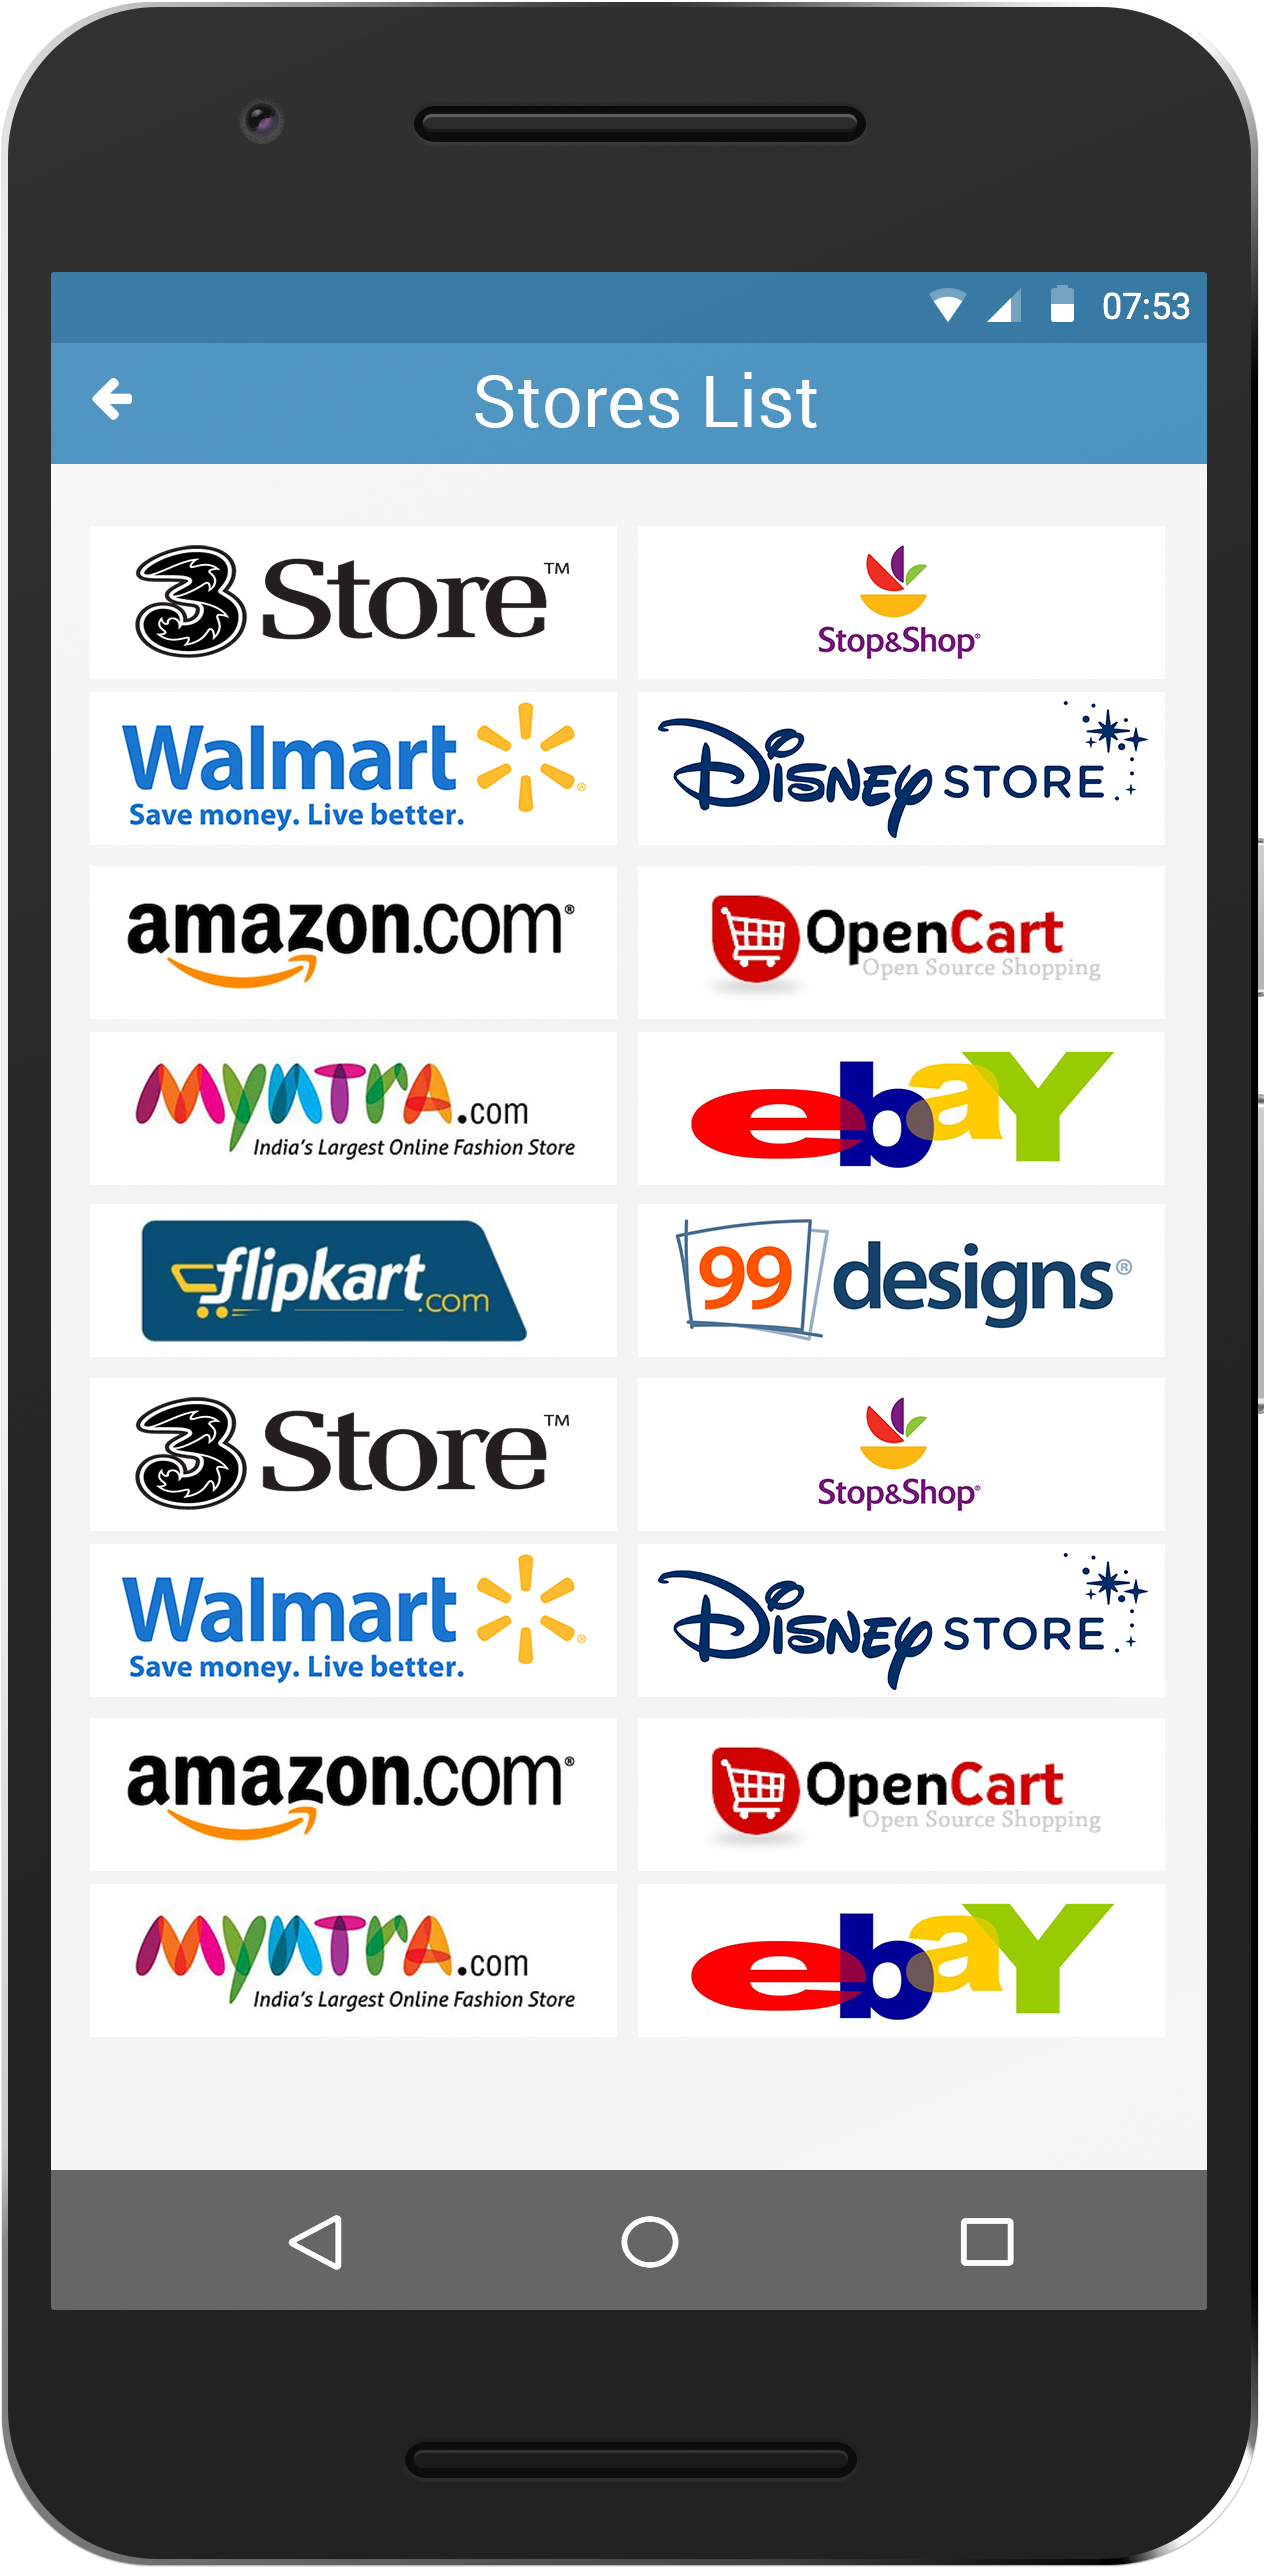 07:53
Stores List
3 Store™
Stop&Shop®
Walmart
Save money. Live better.®
Disney STORE
amazon.com®
OpenCart
Open Source Shopping
Myntra.com
India's Largest Online Fashion Store
ebaY
flipkart.com
99 designs®
3 Store™
Stop&Shop®
Walmart
Save money. Live better.®
Disney STORE
amazon.com®
OpenCart
Open Source Shopping
Myntra.com
India's Largest Online Fashion Store
ebaY